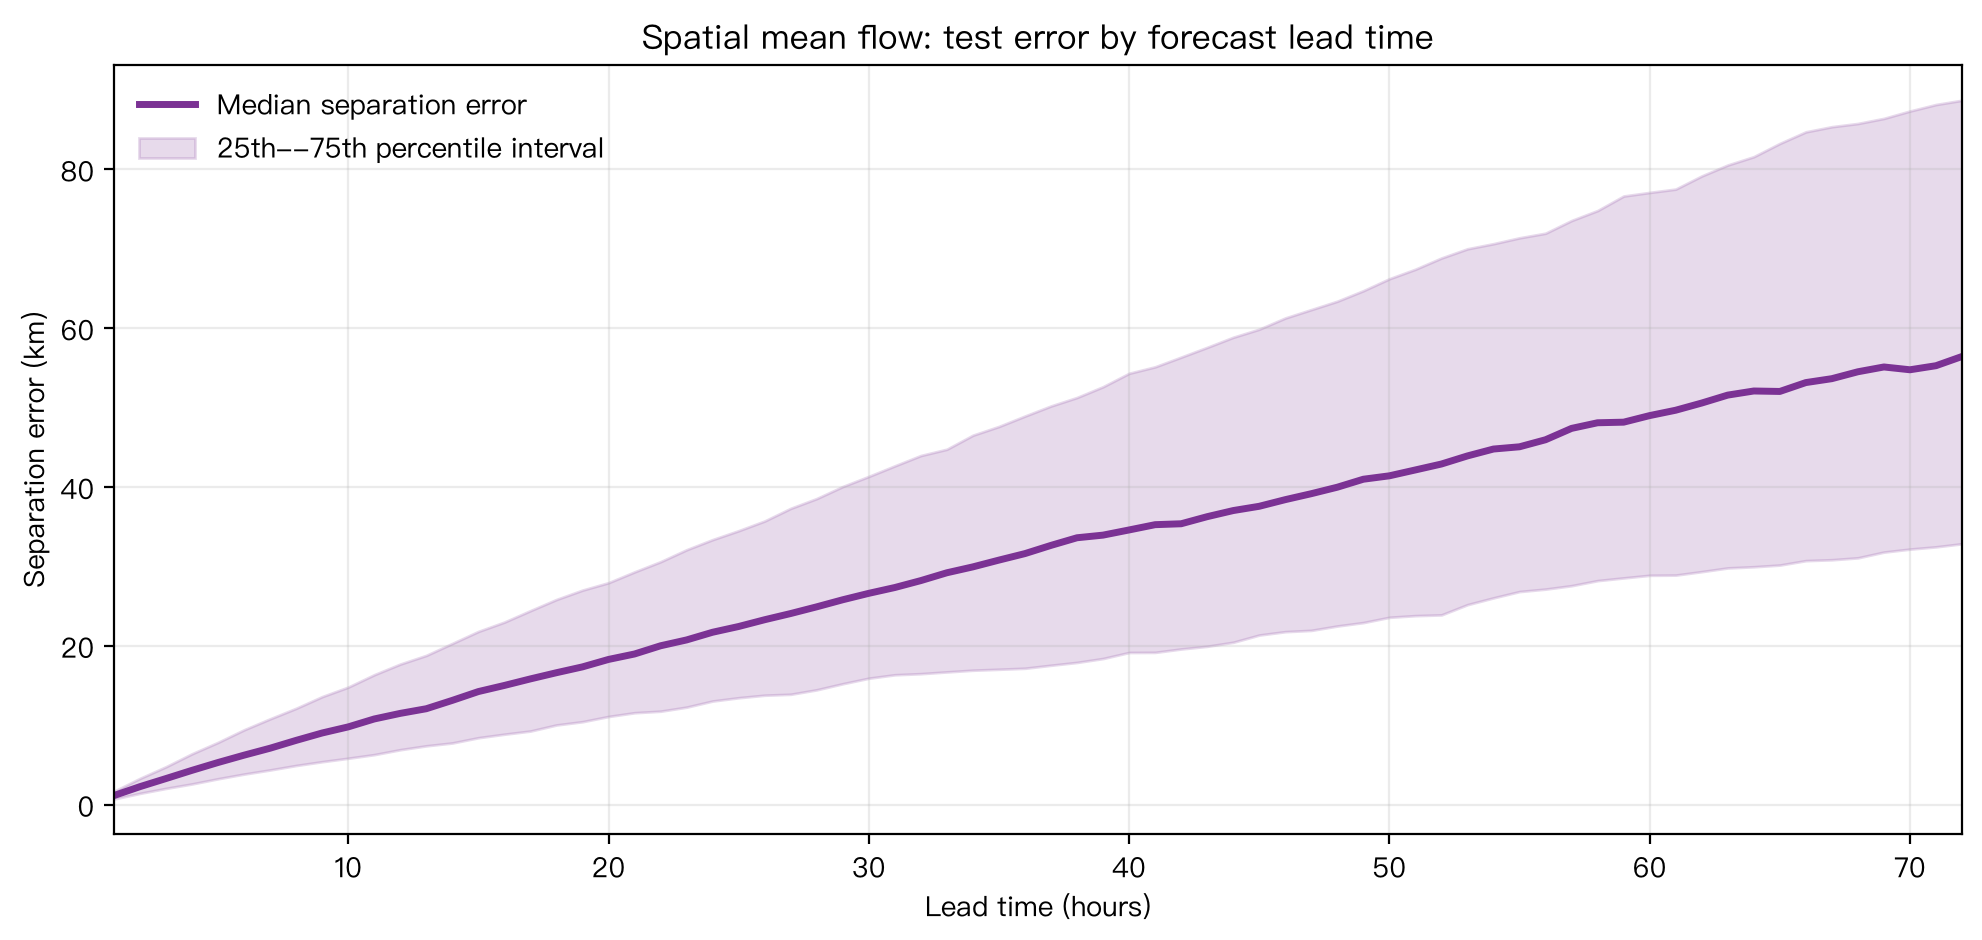 Spatial mean flow: test error by forecast lead time
Median separation error
25th––75th percentile interval
Separation error (km)
80
60
40
20
0
10 20 30 40 50 60 70
Lead time (hours)